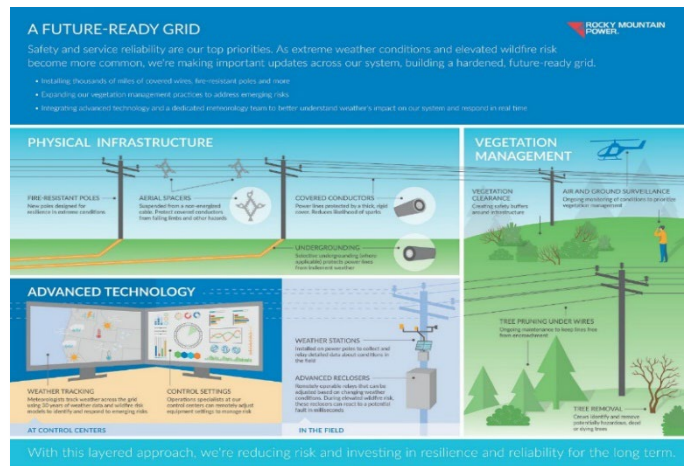 A FUTURE-READY GRID
ROCKY MOUNTAIN
POWER
Safety and service reliability are our top priorities. As extreme weather conditions and elevated wildfire risk
become more common, we're making important updates across our system, building a hardened, future-ready grid.
• Installing thousands of miles of covered wires, fire-resistant poles and more
• Expanding our vegetation management practices to address emerging risks
• Integrating advanced technology and a dedicated meteorology team to better understand weather's impact on our system and respond in real time
PHYSICAL INFRASTRUCTURE
FIRE-RESISTANT POLES
New poles designed for
resilience in extreme conditions.
AERIAL SPACERS
Suspended from a non-energized
cable. Protect covered conductors
from falling limbs and other hazards
COVERED CONDUCTORS
Power lines protected by a thick, rigid
cover. Reduces likelihood of sparks
UNDERGROUNDING
Selective undergrounding (where
applicable) protects power lines
from inclement weather
VEGETATION
MANAGEMENT
VEGETATION
CLEARANCE
Creating safety buffers
around infrastructure
AIR AND GROUND SURVEILLANCE
Ongoing monitoring of conditions to prioritize
vegetation management
TREE PRUNING UNDER WIRES
Ongoing maintenance to keep lines free
from encroachment
TREE REMOVAL
Crews identify and remove
potentially hazardous, dead
or dying trees
ADVANCED TECHNOLOGY
WEATHER TRACKING
Meteorologists track weather across the grid
using 30 years of weather data and wildfire risk
models to identify and respond to emerging risks.
CONTROL SETTINGS
Operations specialists at our
control centers can remotely adjust
equipment settings to manage risk.
AT CONTROL CENTERS
WEATHER STATIONS
Installed on power poles to collect and
relay detailed data about conditions in
the field
ADVANCED RECLOSERS
Remotely operable relays that can be
adjusted based on changing weather
conditions. During elevated wildfire risk,
these reclosers can react to a potential
fault in milliseconds.
IN THE FIELD
With this layered approach, we're reducing risk and investing in resilience and reliability for the long term.